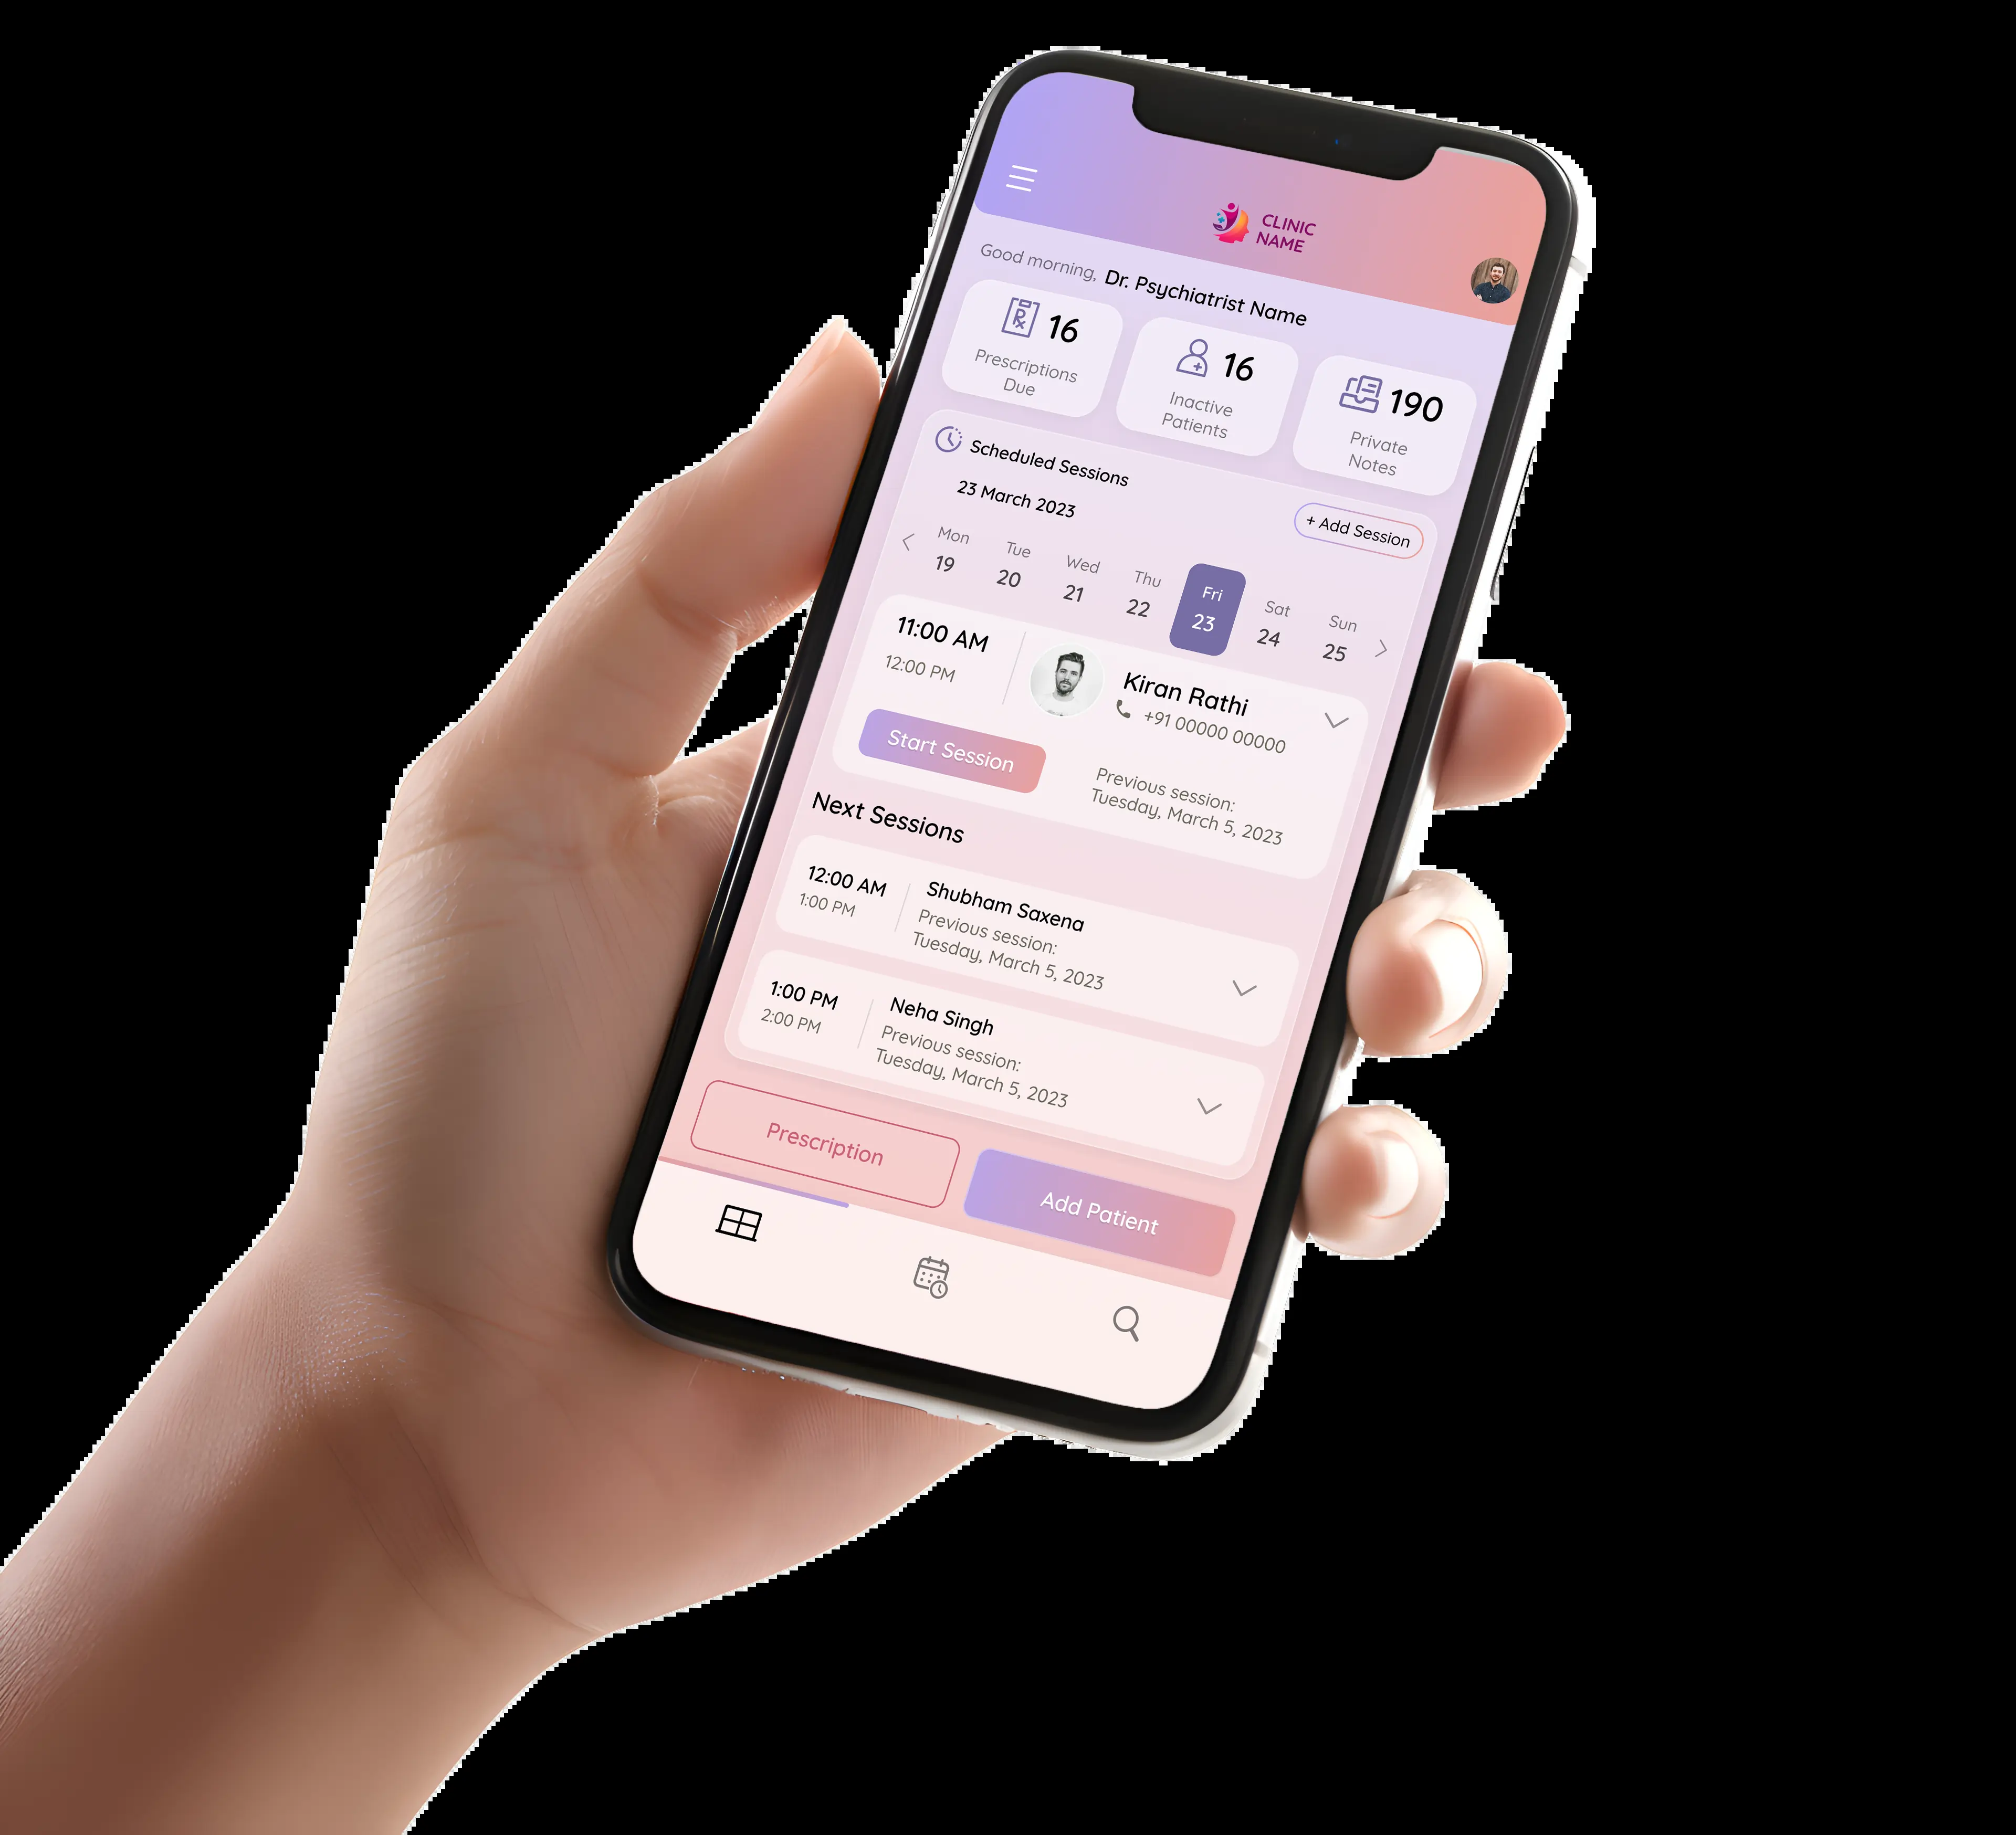 CLINIC
NAME
Good morning, Dr. Psychiatrist Name
16
Prescriptions
Due
16
Inactive
Patients
190
Private
Notes
Scheduled Sessions
23 March 2023
+ Add Session
Mon Tue Wed Thu Fri Sat Sun
19 20 21 22 23 24 25
11:00 AM
12:00 PM
Kiran Rathi
+91 00000 00000
Start Session
Previous session:
Tuesday, March 5, 2023
Next Sessions
12:00 AM
1:00 PM
Shubham Saxena
Previous session:
Tuesday, March 5, 2023
1:00 PM
2:00 PM
Neha Singh
Previous session:
Tuesday, March 5, 2023
Prescription
Add Patient